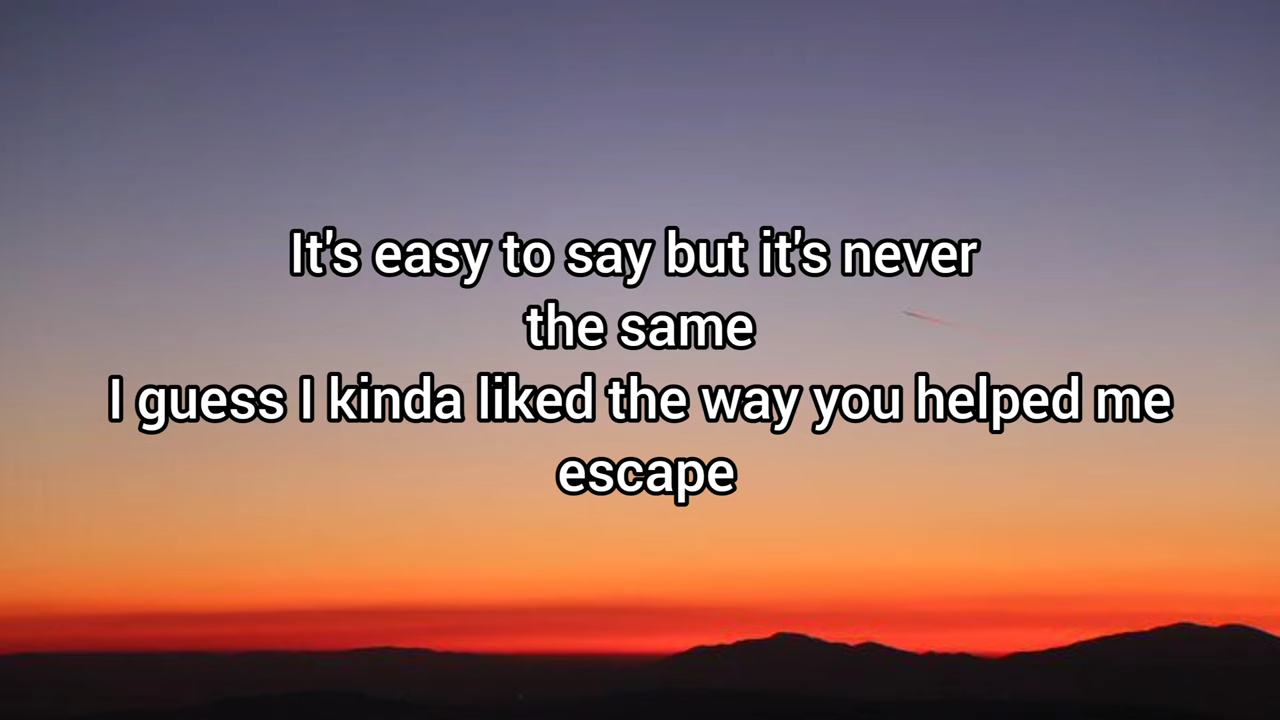 It's easy to say but it's never
the same
I guess I kinda liked the way you helped me
escape